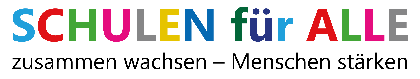 SCHULEN für ALLE
zusammen wachsen – Menschen stärken